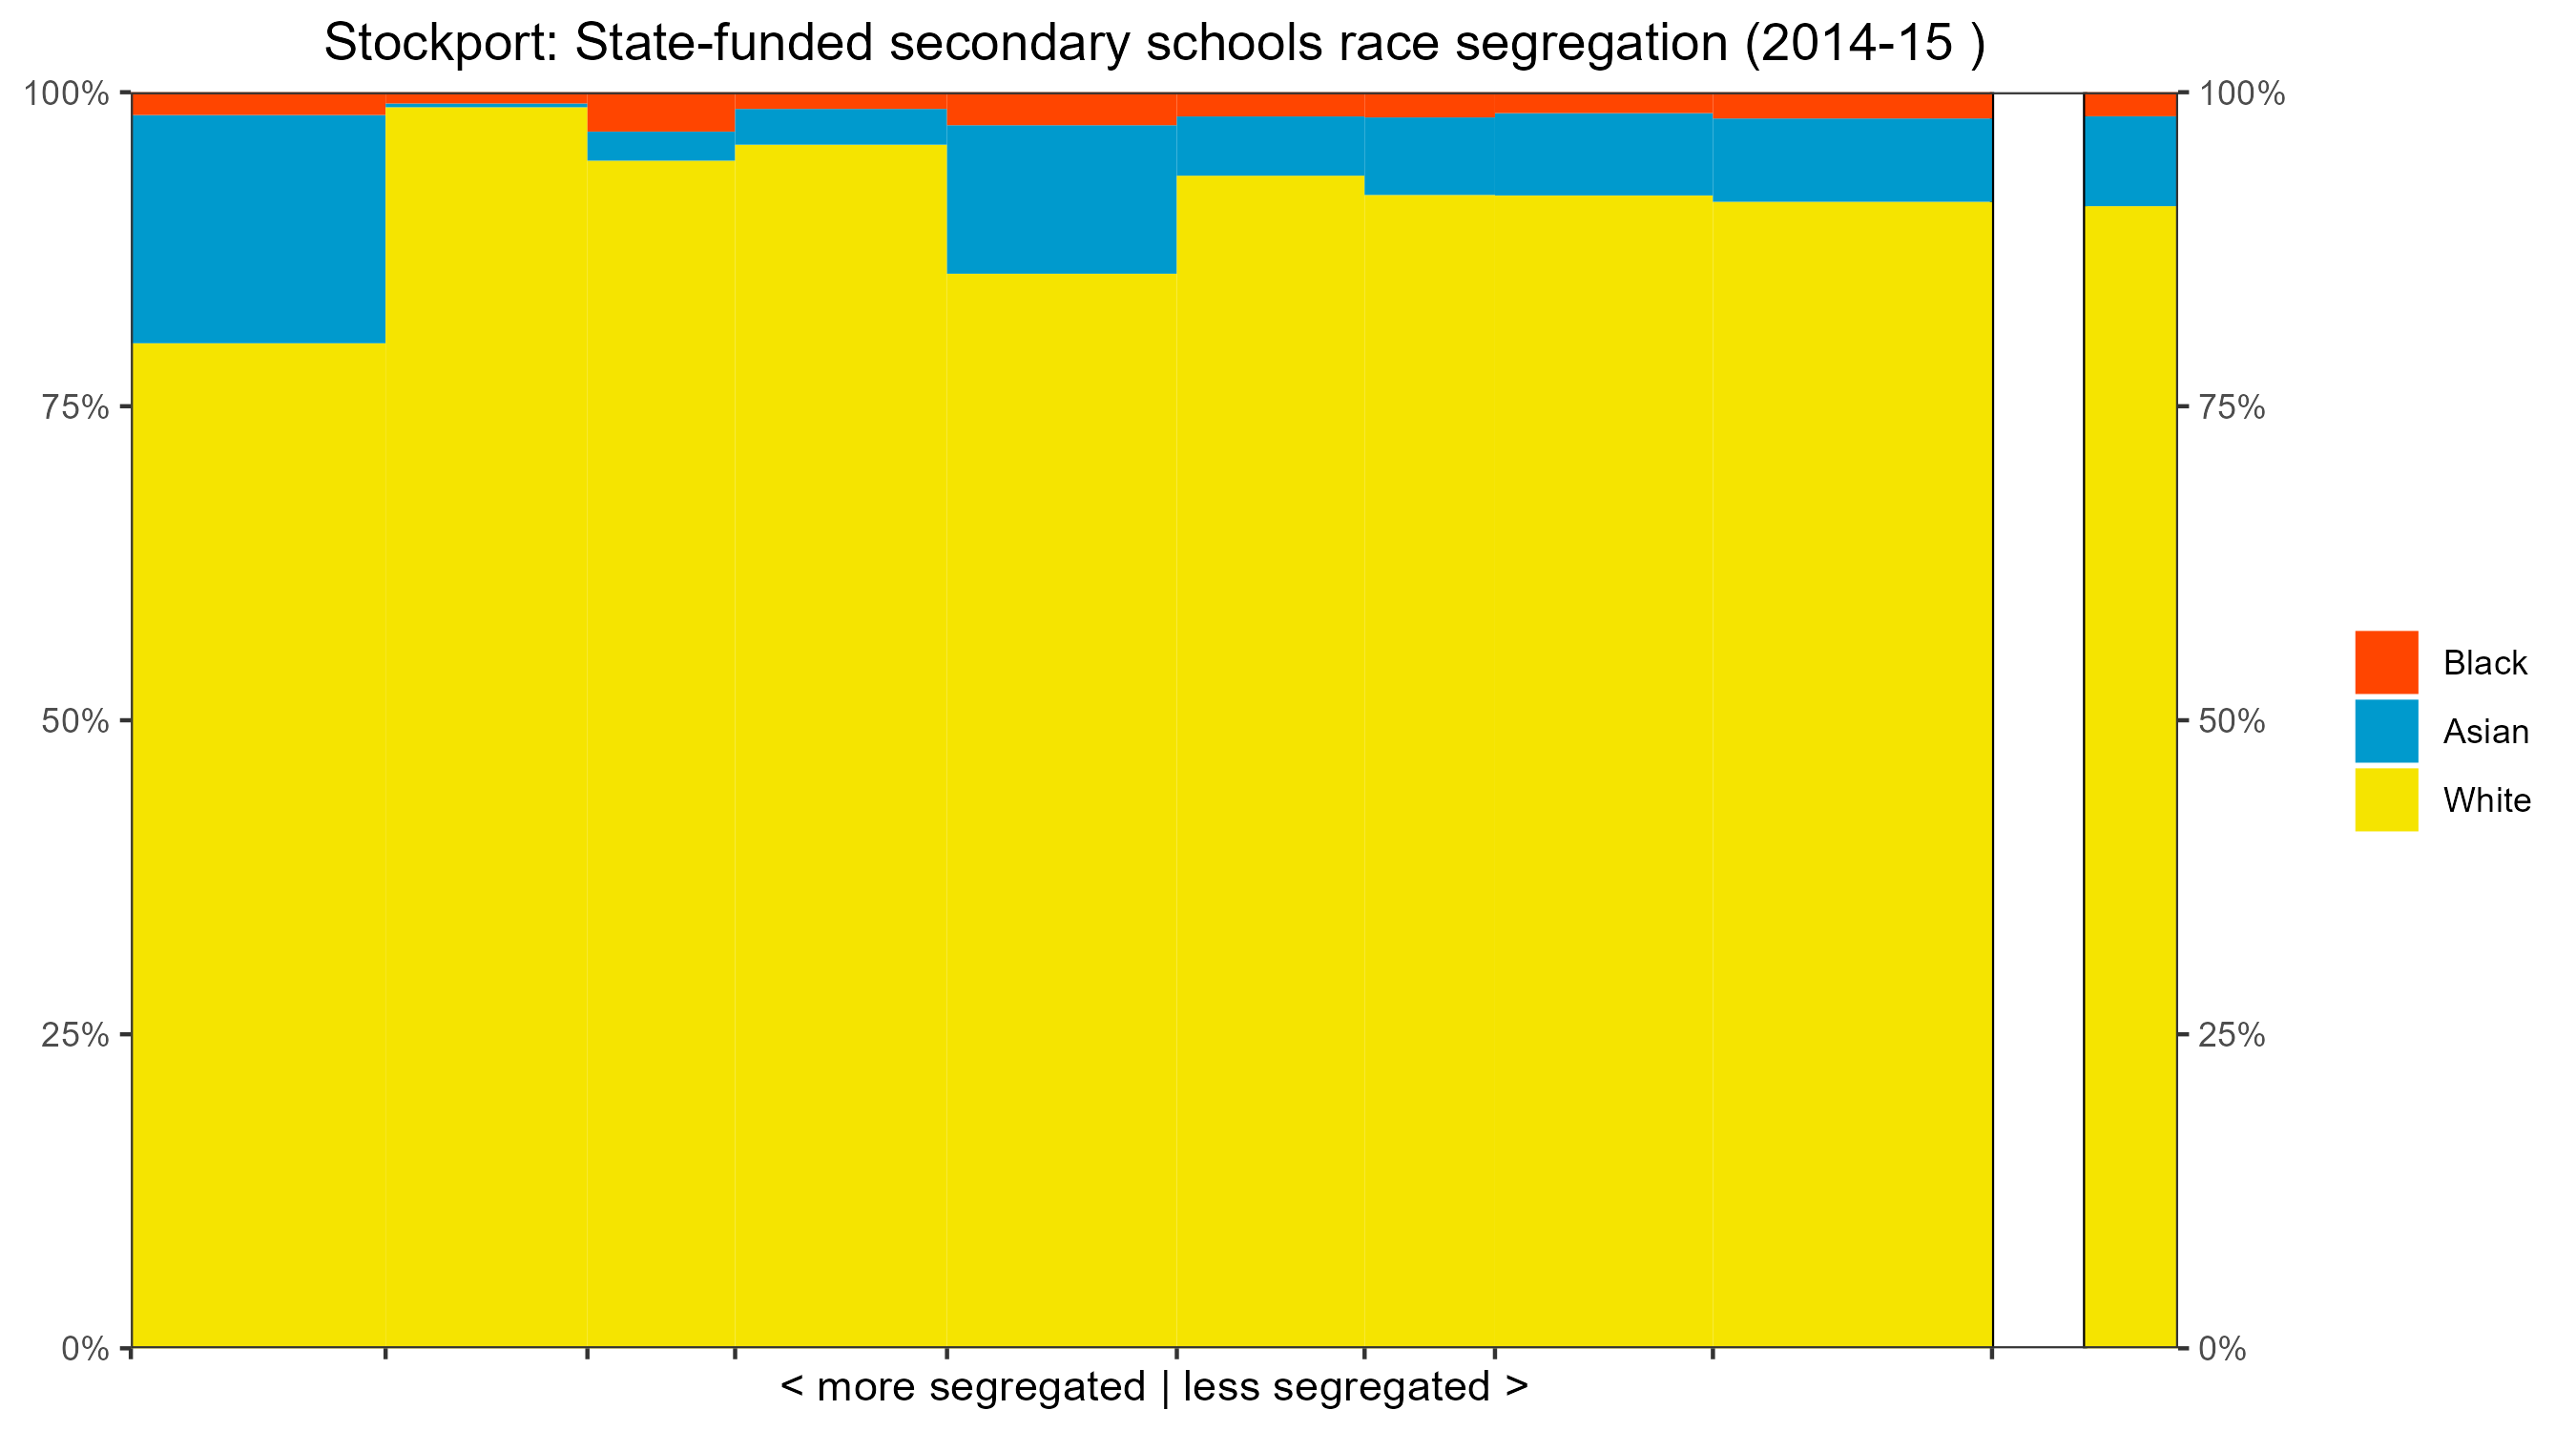 Stockport: State-funded secondary schools race segregation (2014-15 )
100%
75%
50%
25%
0%
100%
75%
50%
25%
0%
Black
Asian
White
< more segregated | less segregated >